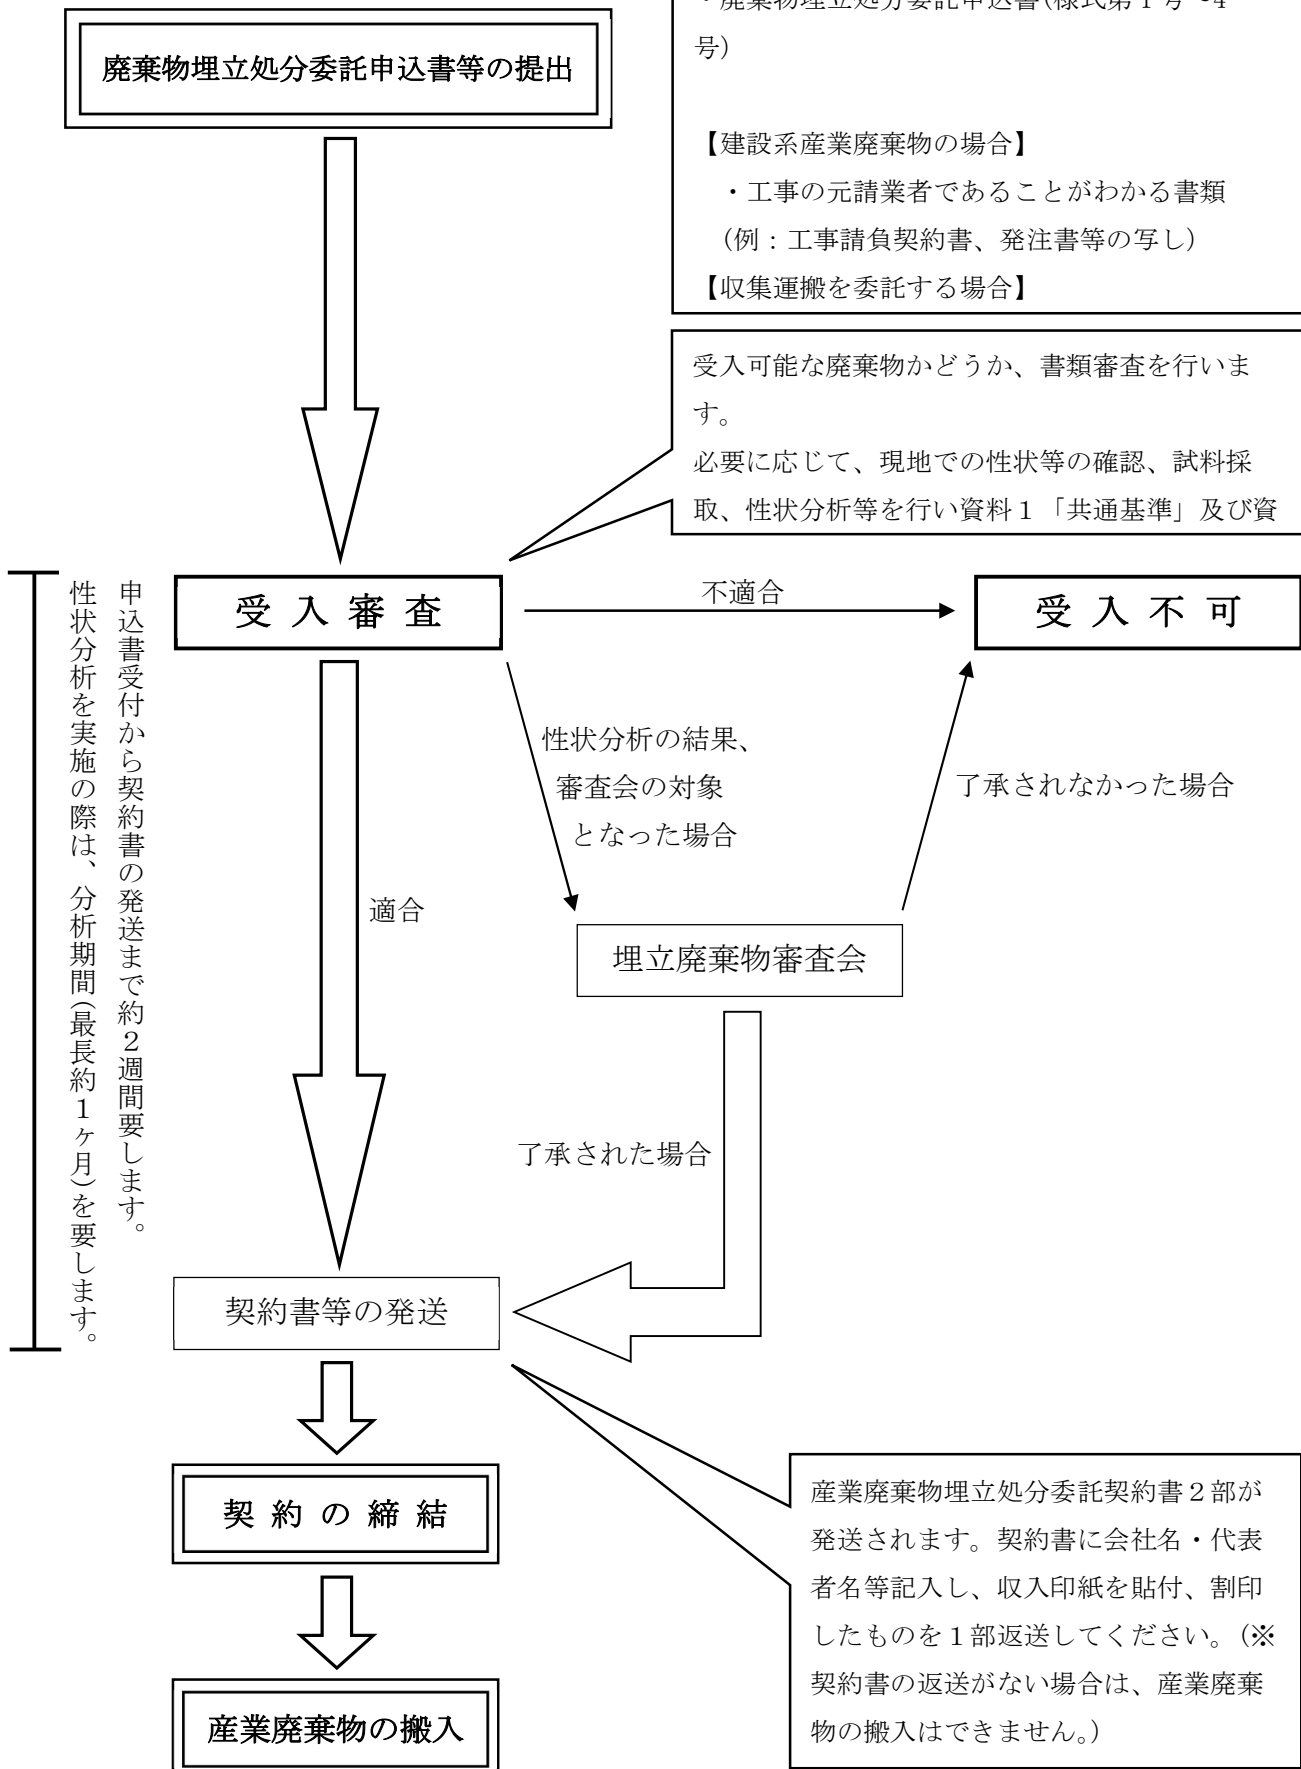 ・廃棄物埋立処分委託申込書(様式第1号～4
号)
廃棄物埋立処分委託申込書等の提出
【建設系産業廃棄物の場合】
・工事の元請業者であることがわかる書類
（例：工事請負契約書、発注書等の写し）
【収集運搬を委託する場合】
受入可能な廃棄物かどうか、書類審査を行いま
す。
必要に応じて、現地での性状等の確認、試料採
取、性状分析等を行い資料１「共通基準」及び資
受入審査
不適合
受入不可
申込書受付から契約書の発送まで約２週間要します。
性状分析を実施の際は、分析期間（最長約１ヶ月）を要します。
性状分析の結果、
審査会の対象
となった場合
了承されなかった場合
適合
埋立廃棄物審査会
了承された場合
契約書等の発送
契約の締結
産業廃棄物埋立処分委託契約書２部が
発送されます。契約書に会社名・代表
者名等記入し、収入印紙を貼付、割印
したものを１部返送してください。（※
契約書の返送がない場合は、産業廃棄
物の搬入はできません。）
産業廃棄物の搬入